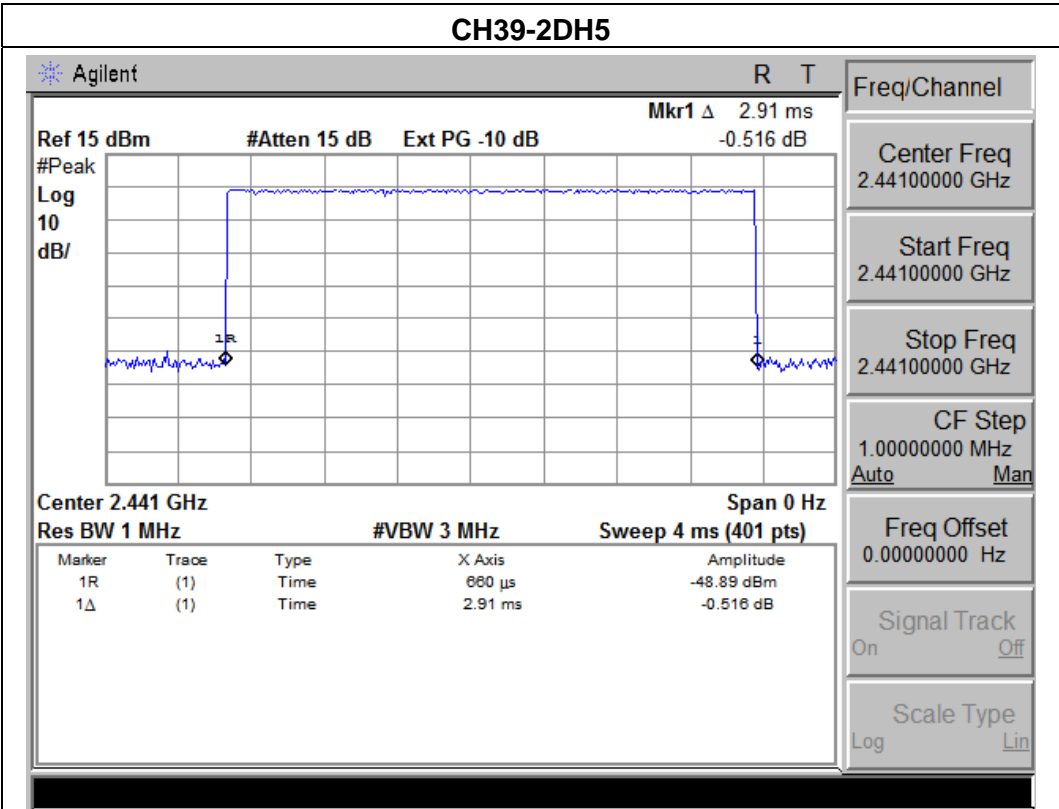 CH39-2DH5
Agilent R T
Mkr1 Δ 2.91 ms
Ref 15 dBm #Atten 15 dB Ext PG -10 dB -0.516 dB
#Peak
Log
10
dB/
1R
1
Center 2.441 GHz Span 0 Hz
Res BW 1 MHz #VBW 3 MHz Sweep 4 ms (401 pts)
Marker Trace Type X Axis Amplitude
1R (1) Time 660 µs -48.89 dBm
1Δ (1) Time 2.91 ms -0.516 dB
Freq/Channel
Center Freq
2.44100000 GHz
Start Freq
2.44100000 GHz
Stop Freq
2.44100000 GHz
CF Step
1.00000000 MHz
Auto Man
Freq Offset
0.00000000 Hz
Signal Track
On Off
Scale Type
Log Lin